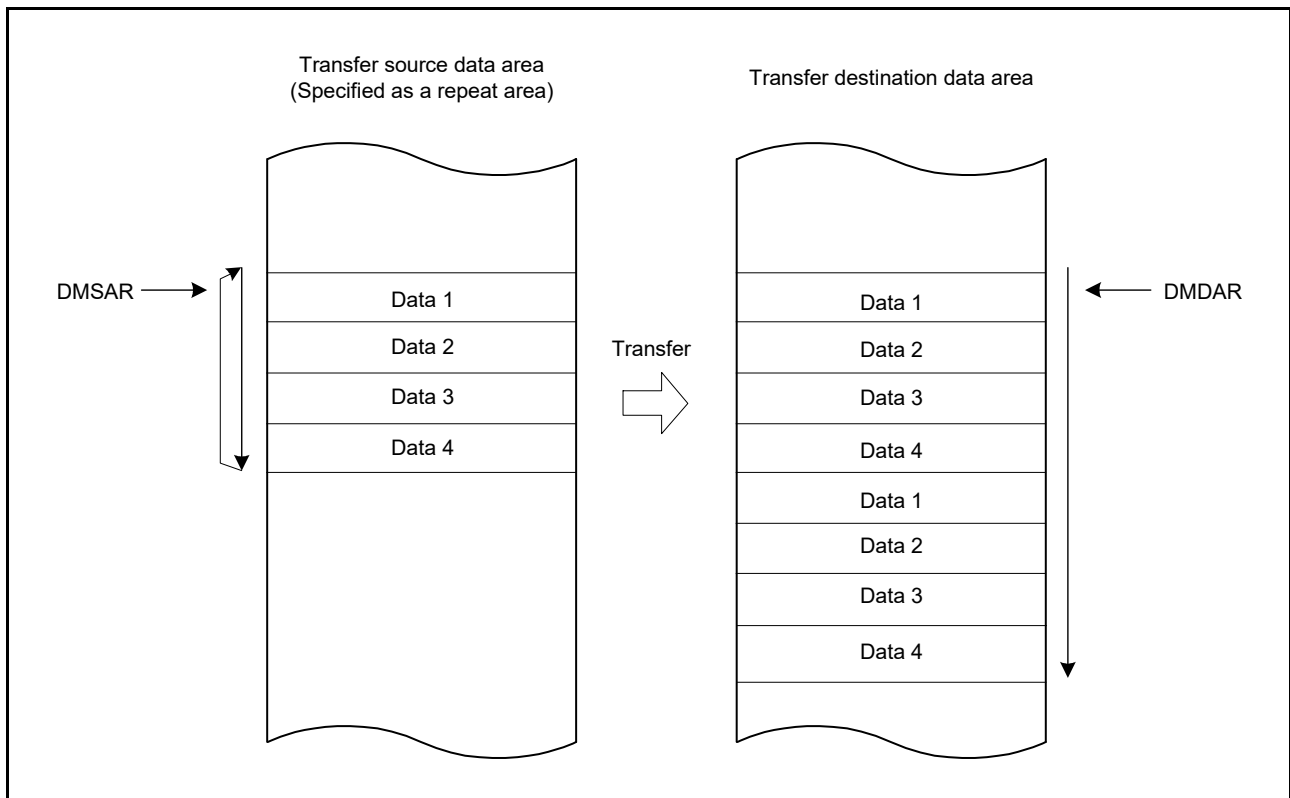 Transfer source data area
(Specified as a repeat area)
Transfer destination data area
DMSAR
Data 1
Data 2
Data 3
Data 4
Transfer
Data 1
Data 2
Data 3
Data 4
Data 1
Data 2
Data 3
Data 4
DMDAR